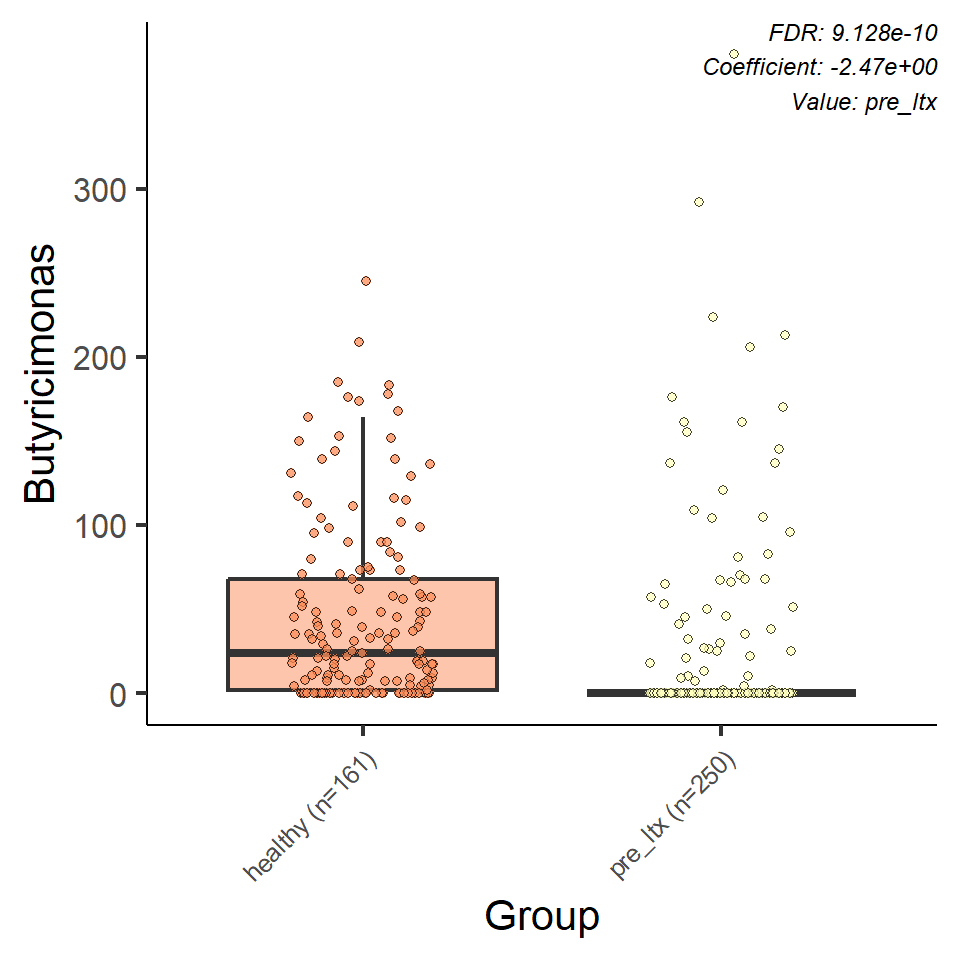 FDR: 9.128e-10
Coefficient: -2.47e+00
Value: pre_ltx
Butyricimonas
300
200
100
0
healthy (n=161)
pre_ltx (n=250)
Group